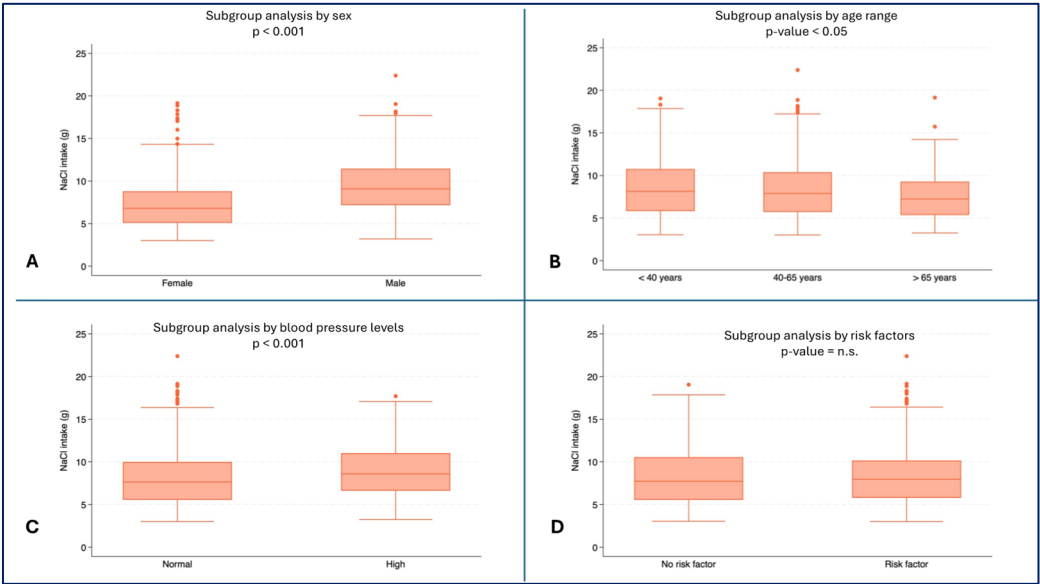 Subgroup analysis by sex
p < 0.001
25
20
15
10
5
0
NaCl intake (g)
A
Female
Male
Subgroup analysis by age range
p-value < 0.05
25
20
15
10
5
0
NaCl intake (g)
B
< 40 years
40-65 years
> 65 years
Subgroup analysis by blood pressure levels
p < 0.001
25
20
15
10
5
0
NaCl intake (g)
C
Normal
High
Subgroup analysis by risk factors
p-value = n.s.
25
20
15
10
5
0
NaCl intake (g)
D
No risk factor
Risk factor